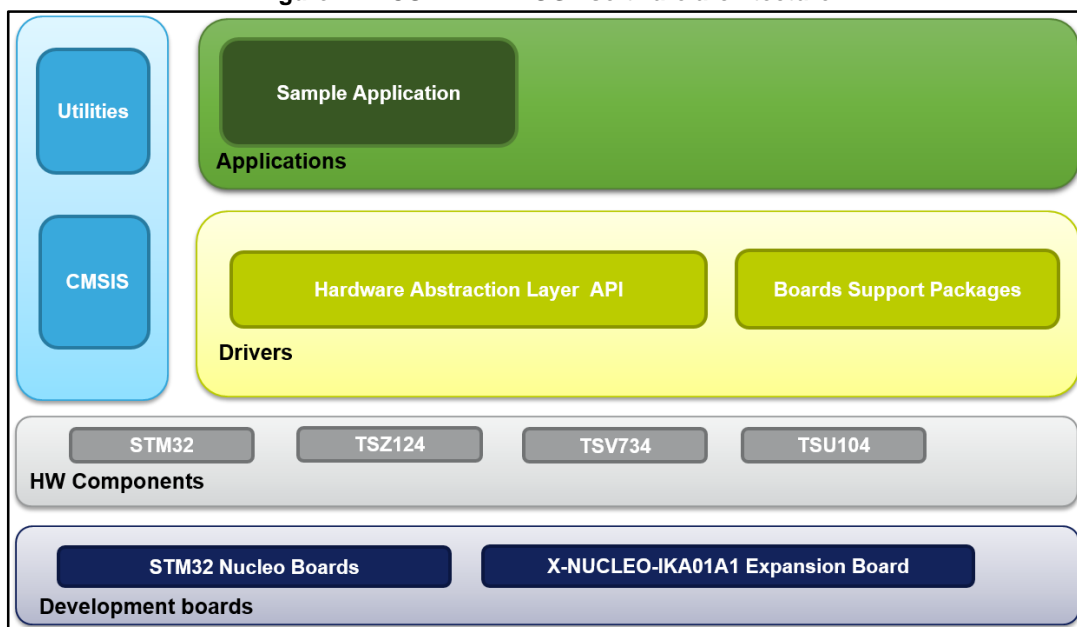 Utilities
Sample Application
Applications
CMSIS
Hardware Abstraction Layer API
Boards Support Packages
Drivers
STM32
TSZ124
TSV734
TSU104
HW Components
STM32 Nucleo Boards
X-NUCLEO-IKA01A1 Expansion Board
Development boards